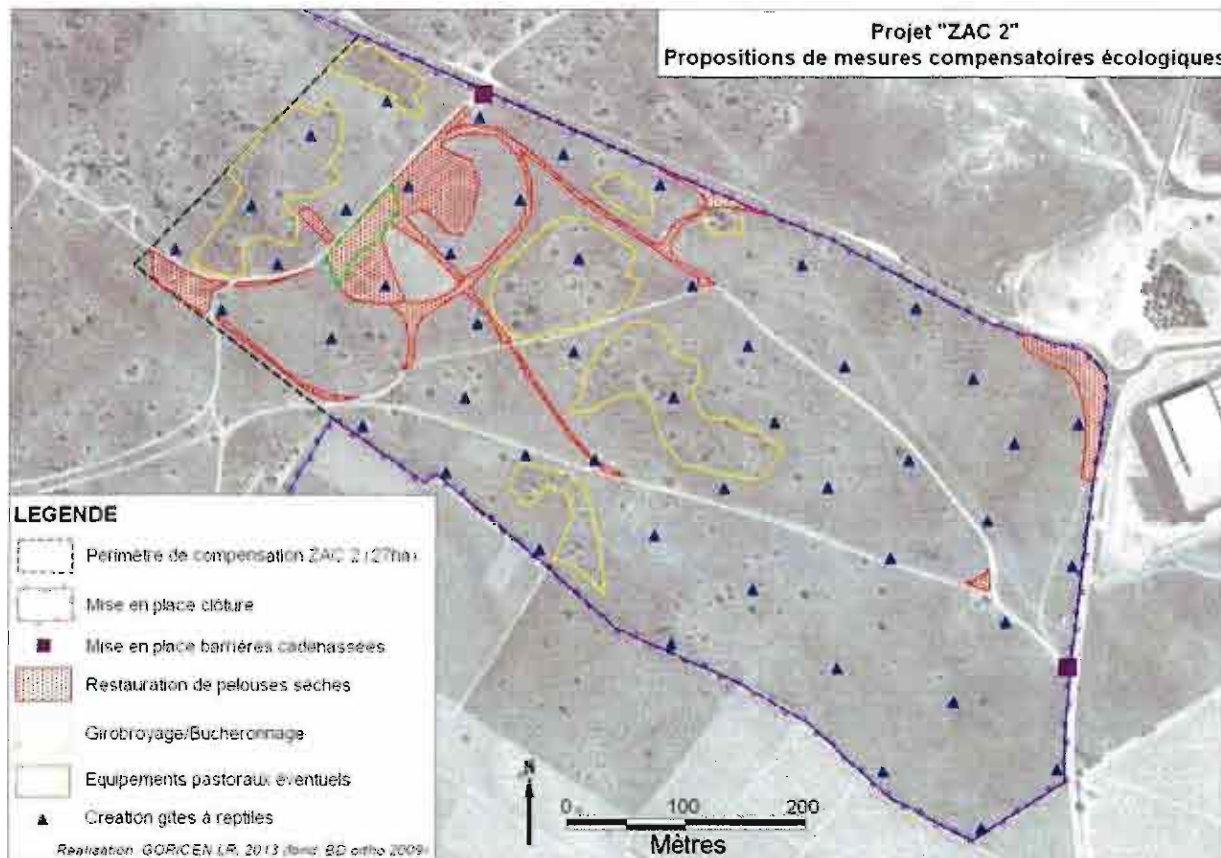 Projet "ZAC 2"
Propositions de mesures compensatoires écologiques
LEGENDE
Périmètre de compensation ZAC 2 (27ha)
Mise en place clôture
Mise en place barrières cadenassées
Restauration de pelouses sèches
Girobroyage/Bucheronnage
Equipements pastoraux éventuels
Création gîtes à reptiles
N
0 100 200
Mètres
Réalisation: GOR/CEN LR, 2013 (fond: BD ortho 2009)